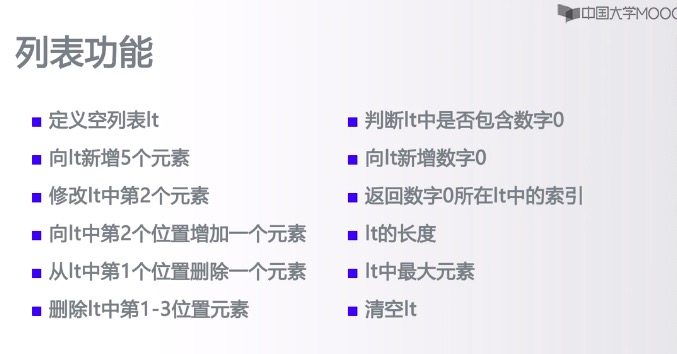 中国大学MOOC
列表功能
定义空列表lt
向lt新增5个元素
修改lt中第2个元素
向lt中第2个位置增加一个元素
从lt中第1个位置删除一个元素
删除lt中第1-3位置元素
判断lt中是否包含数字0
向lt新增数字0
返回数字0所在lt中的索引
lt的长度
lt中最大元素
清空lt